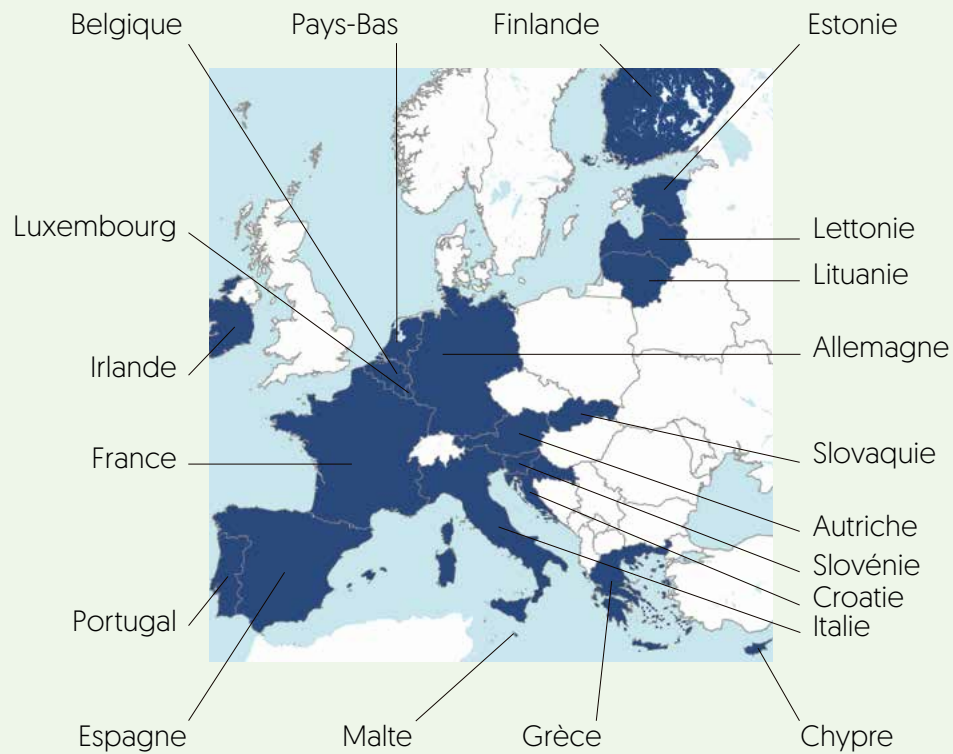 Belgique
Pays-Bas
Finlande
Estonie
Luxembourg
Lettonie
Lituanie
Irlande
Allemagne
France
Slovaquie
Autriche
Slovénie
Croatie
Portugal
Italie
Espagne
Malte
Grèce
Chypre